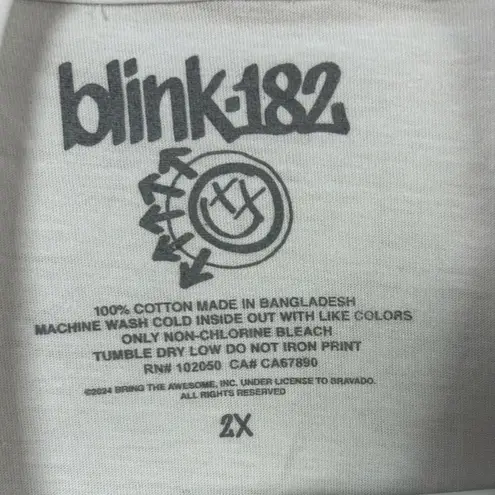 blink-182
100% COTTON MADE IN BANGLADESH
MACHINE WASH COLD INSIDE OUT WITH LIKE COLORS
ONLY NON-CHLORINE BLEACH
TUMBLE DRY LOW DO NOT IRON PRINT
RN# 102050 CA# CA67890
©2024 BRING THE AWESOME, INC. UNDER LICENSE TO BRAVADO.
ALL RIGHTS RESERVED
2X